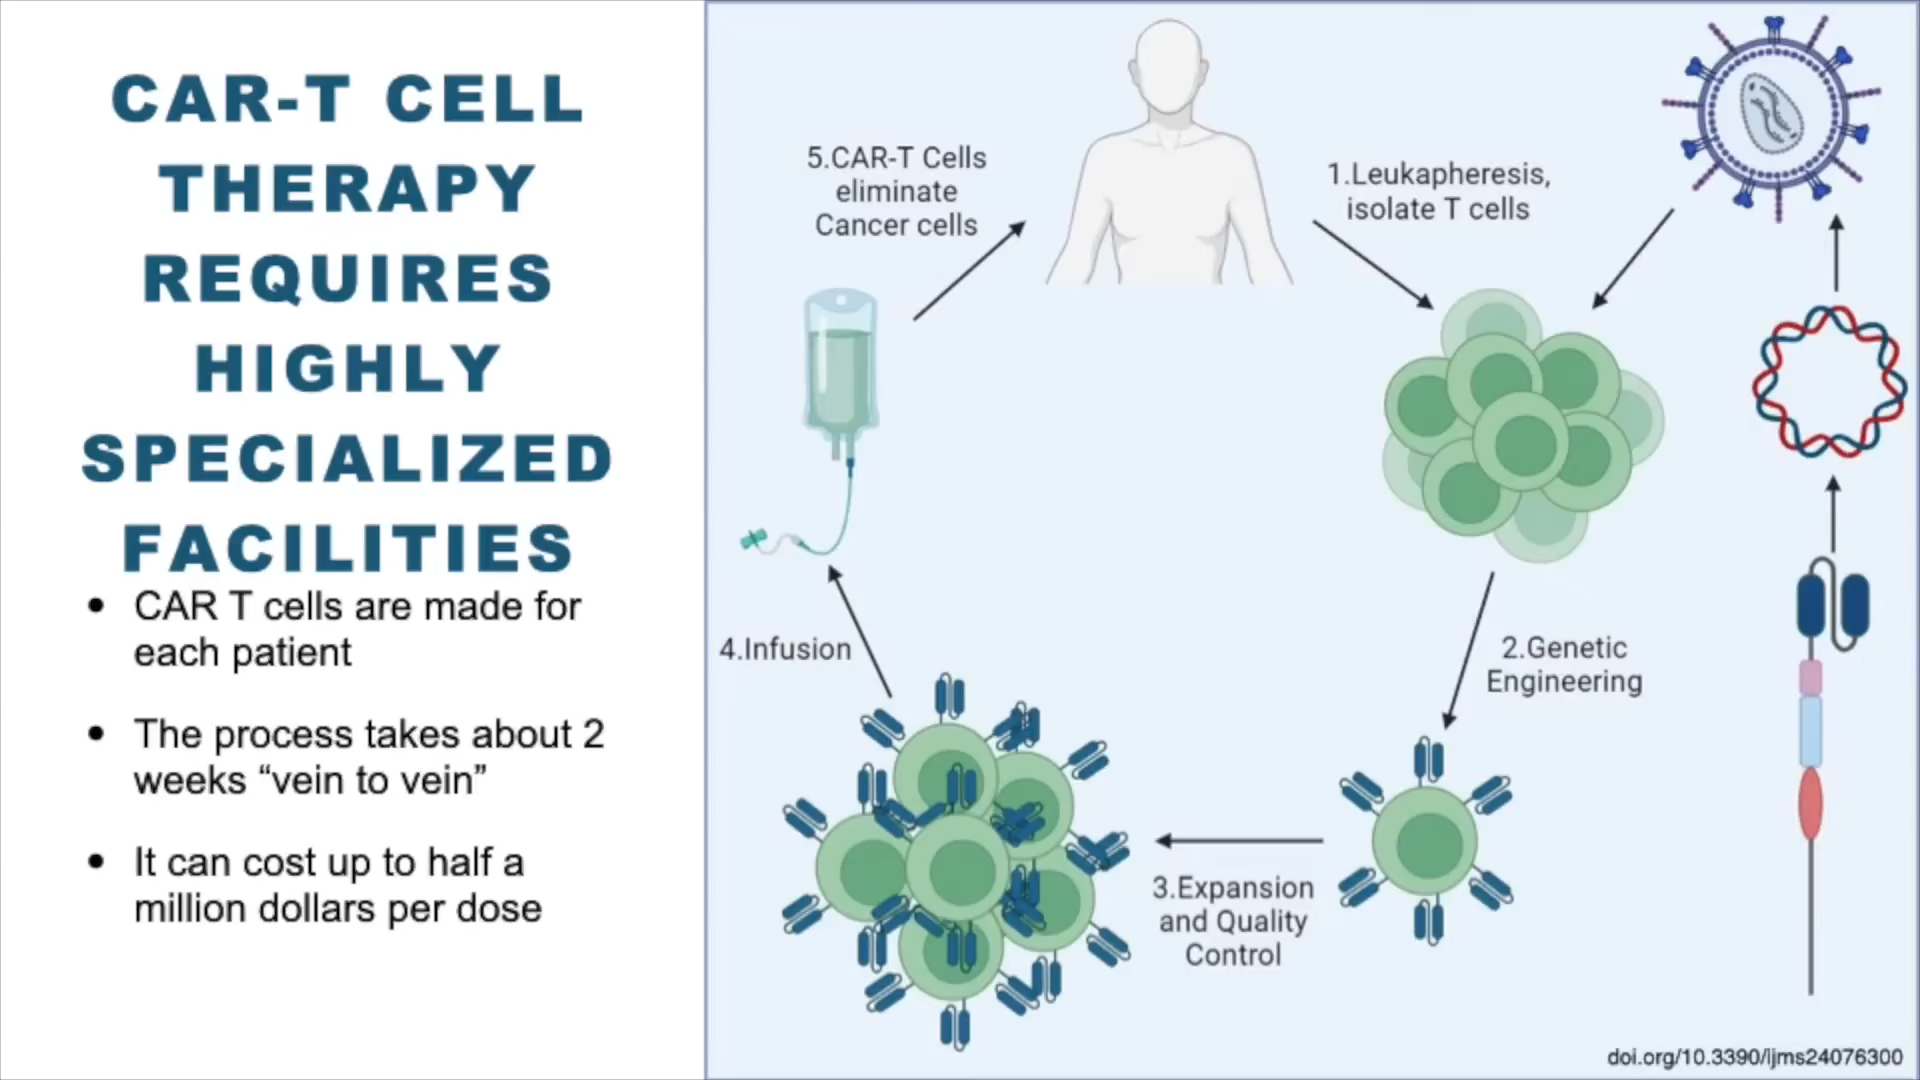 CAR-T CELL
THERAPY
REQUIRES
HIGHLY
SPECIALIZED
FACILITIES
• CAR T cells are made for
each patient
• The process takes about 2
weeks “vein to vein”
• It can cost up to half a
million dollars per dose
5.CAR-T Cells
eliminate
Cancer cells
1.Leukapheresis,
isolate T cells
4.Infusion
2.Genetic
Engineering
3.Expansion
and Quality
Control
doi.org/10.3390/ijms24076300